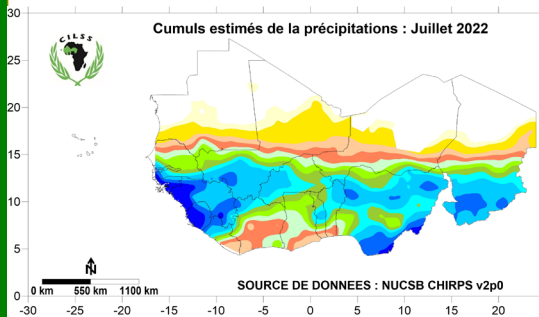 30
Cumuls estimés de la précipitations : Juillet 2022
CILSS
25
20
15
10
5
N
0 km 550 km 1100 km
SOURCE DE DONNEES : NUCSB CHIRPS v2p0
0
-30 -25 -20 -15 -10 -5 0 5 10 15 20